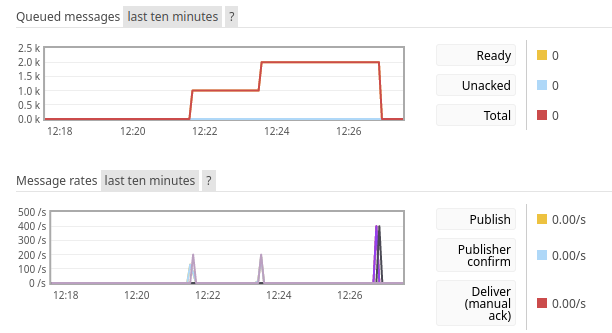 Queued messages last ten minutes ?
2.5 k
2.0 k
1.5 k
1.0 k
0.5 k
0.0 k
12:18 12:20 12:22 12:24 12:26
Ready 0
Unacked 0
Total 0
Message rates last ten minutes ?
500 /s
400 /s
300 /s
200 /s
100 /s
0 /s
12:18 12:20 12:22 12:24 12:26
Publish 0.00/s
Publisher
confirm 0.00/s
Deliver
(manual 0.00/s
ack)